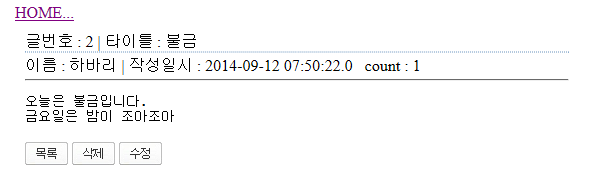 HOME...
글번호 : 2 | 타이틀 : 불금
이름 : 하바리 | 작성일시 : 2014-09-12 07:50:22.0 count : 1
오늘은 불금입니다.
금요일은 밤이 조아조아
목록 삭제 수정